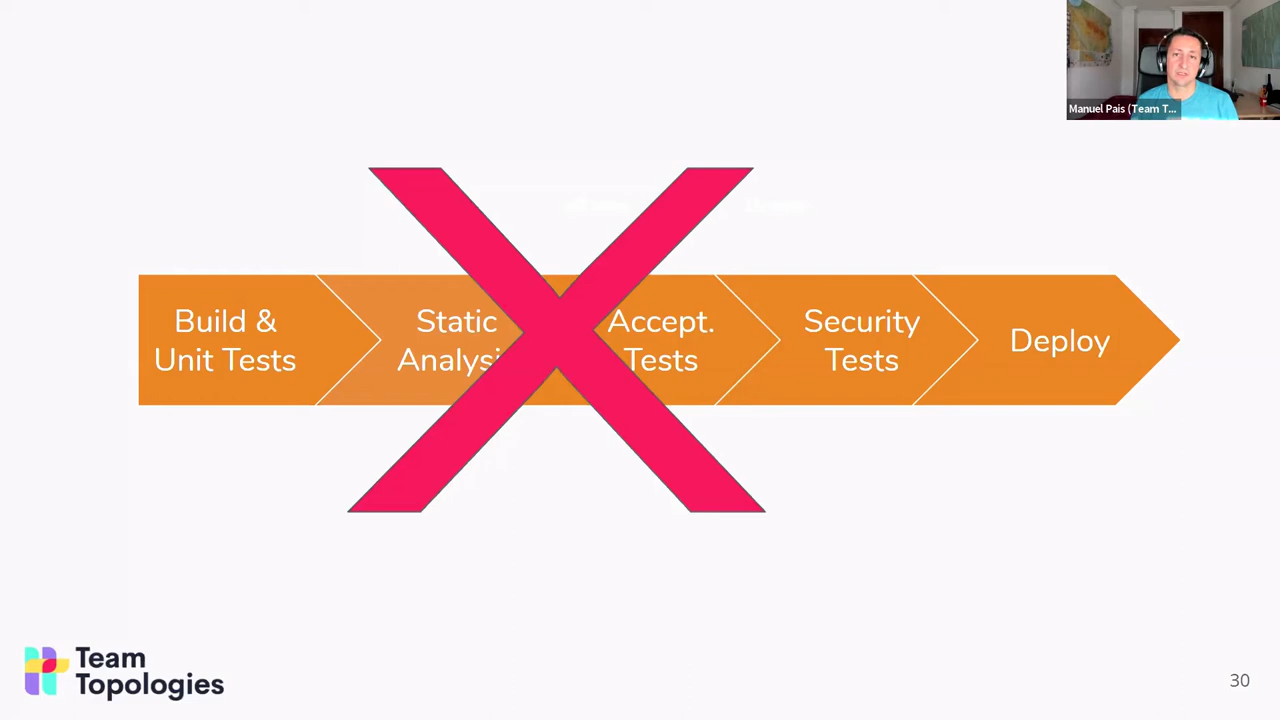 Manuel Pais (Team T...
Build &
Unit Tests
Static
Analysi
Accept.
Tests
Security
Tests
Deploy
Team
Topologies
30